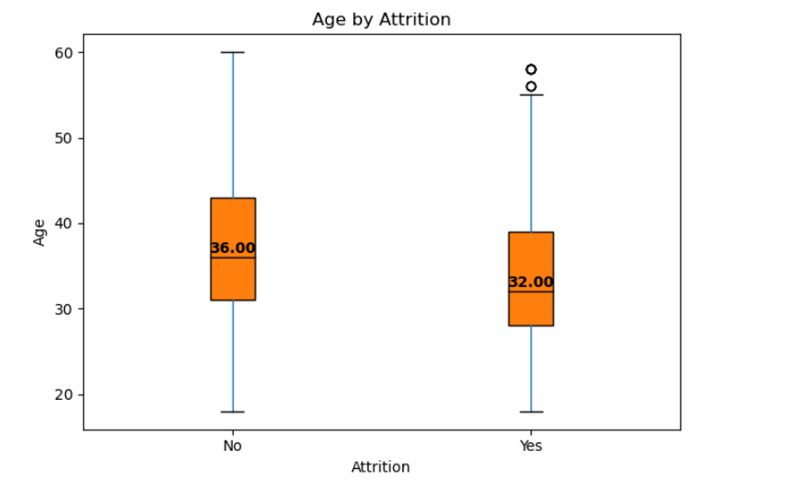 Age by Attrition
60
50
40
30
20
Age
36.00
32.00
No
Yes
Attrition